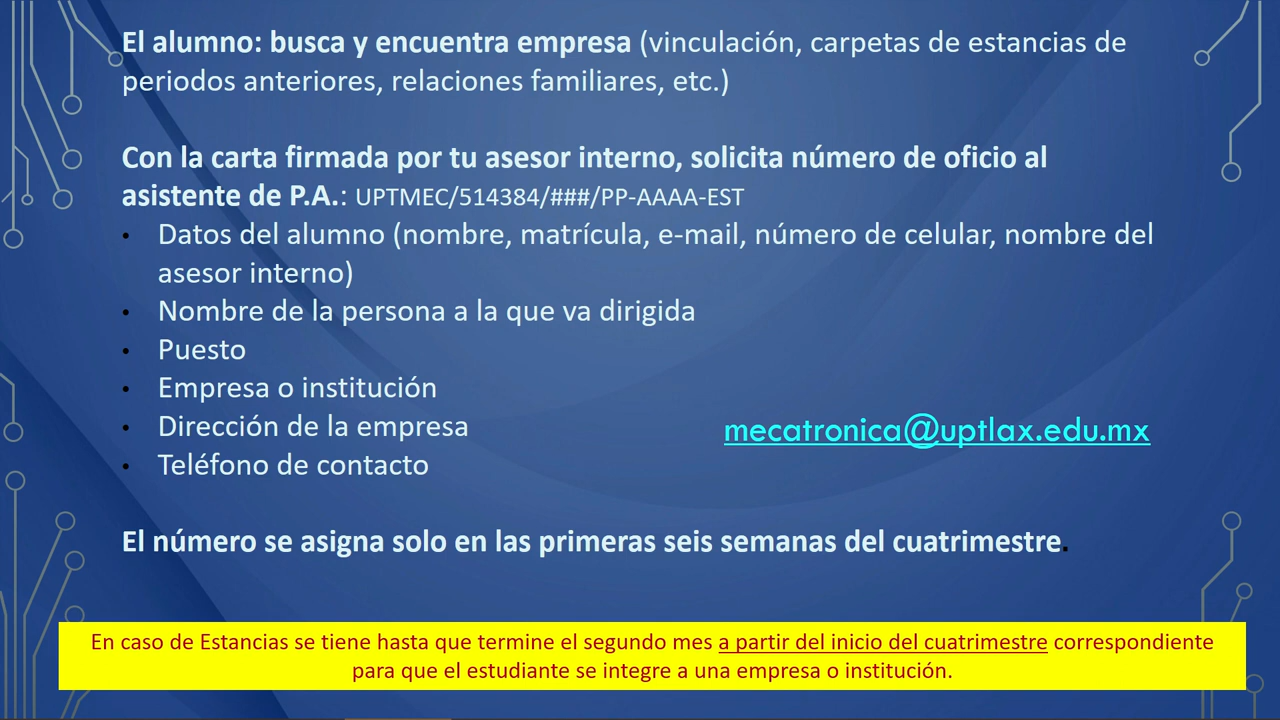 El alumno: busca y encuentra empresa (vinculación, carpetas de estancias de
periodos anteriores, relaciones familiares, etc.)
Con la carta firmada por tu asesor interno, solicita número de oficio al
asistente de P.A.: UPTMEC/514384/###/PP-AAAA-EST
• Datos del alumno (nombre, matrícula, e-mail, número de celular, nombre del
asesor interno)
• Nombre de la persona a la que va dirigida
• Puesto
• Empresa o institución
• Dirección de la empresa
• Teléfono de contacto
mecatronica@uptlax.edu.mx
El número se asigna solo en las primeras seis semanas del cuatrimestre.
En caso de Estancias se tiene hasta que termine el segundo mes a partir del inicio del cuatrimestre correspondiente
para que el estudiante se integre a una empresa o institución.